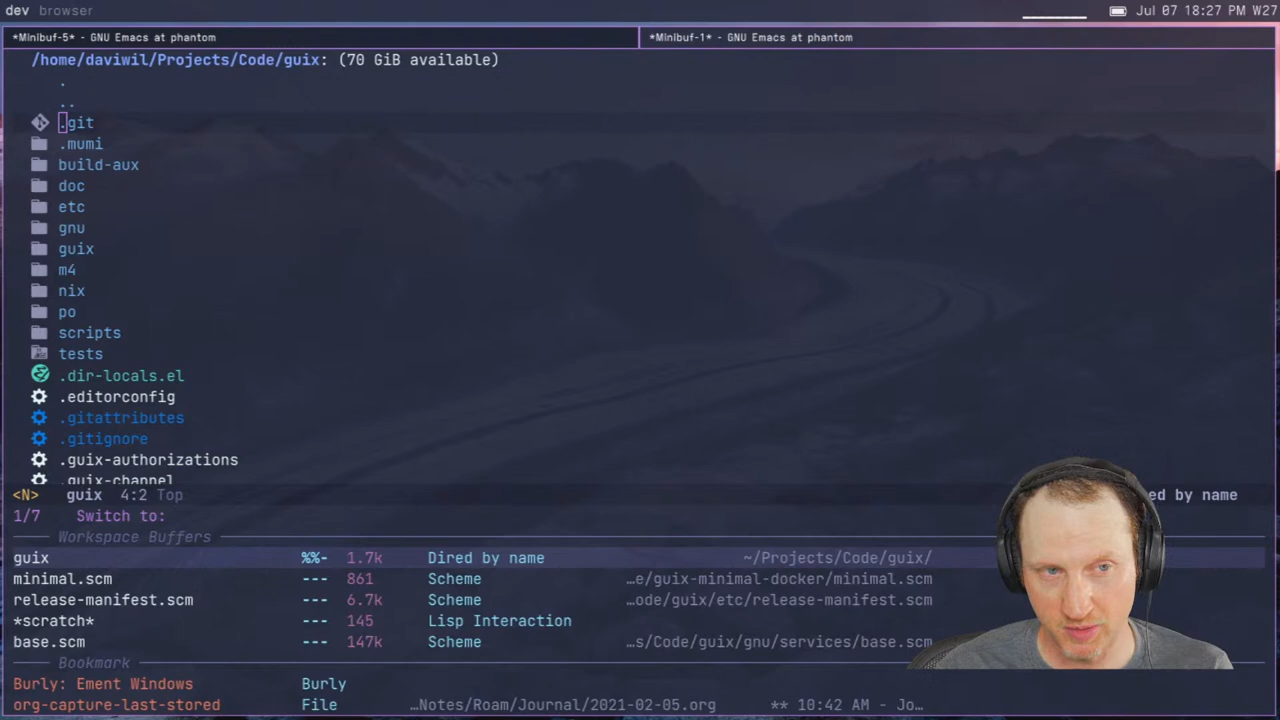 dev browser
Jul 07 18:27 PM W27
*Minibuf-5* - GNU Emacs at phantom
*Minibuf-1* - GNU Emacs at phantom
/home/daviwil/Projects/Code/guix: (70 GiB available)
.
..
.git
.mumi
build-aux
doc
etc
gnu
guix
m4
nix
po
scripts
tests
.dir-locals.el
.editorconfig
.gitattributes
.gitignore
.guix-authorizations
.guix-channel
<N> guix 4:2 Top ed by name
1/7 Switch to:
Workspace Buffers
guix %%- 1.7k Dired by name ~/Projects/Code/guix/
minimal.scm --- 861 Scheme …e/guix-minimal-docker/minimal.scm
release-manifest.scm --- 6.7k Scheme …ode/guix/etc/release-manifest.scm
*scratch* --- 145 Lisp Interaction
base.scm --- 147k Scheme …s/Code/guix/gnu/services/base.scm
Bookmark
Burly: Ement Windows Burly
org-capture-last-stored File …Notes/Roam/Journal/2021-02-05.org ** 10:42 AM - Jo…